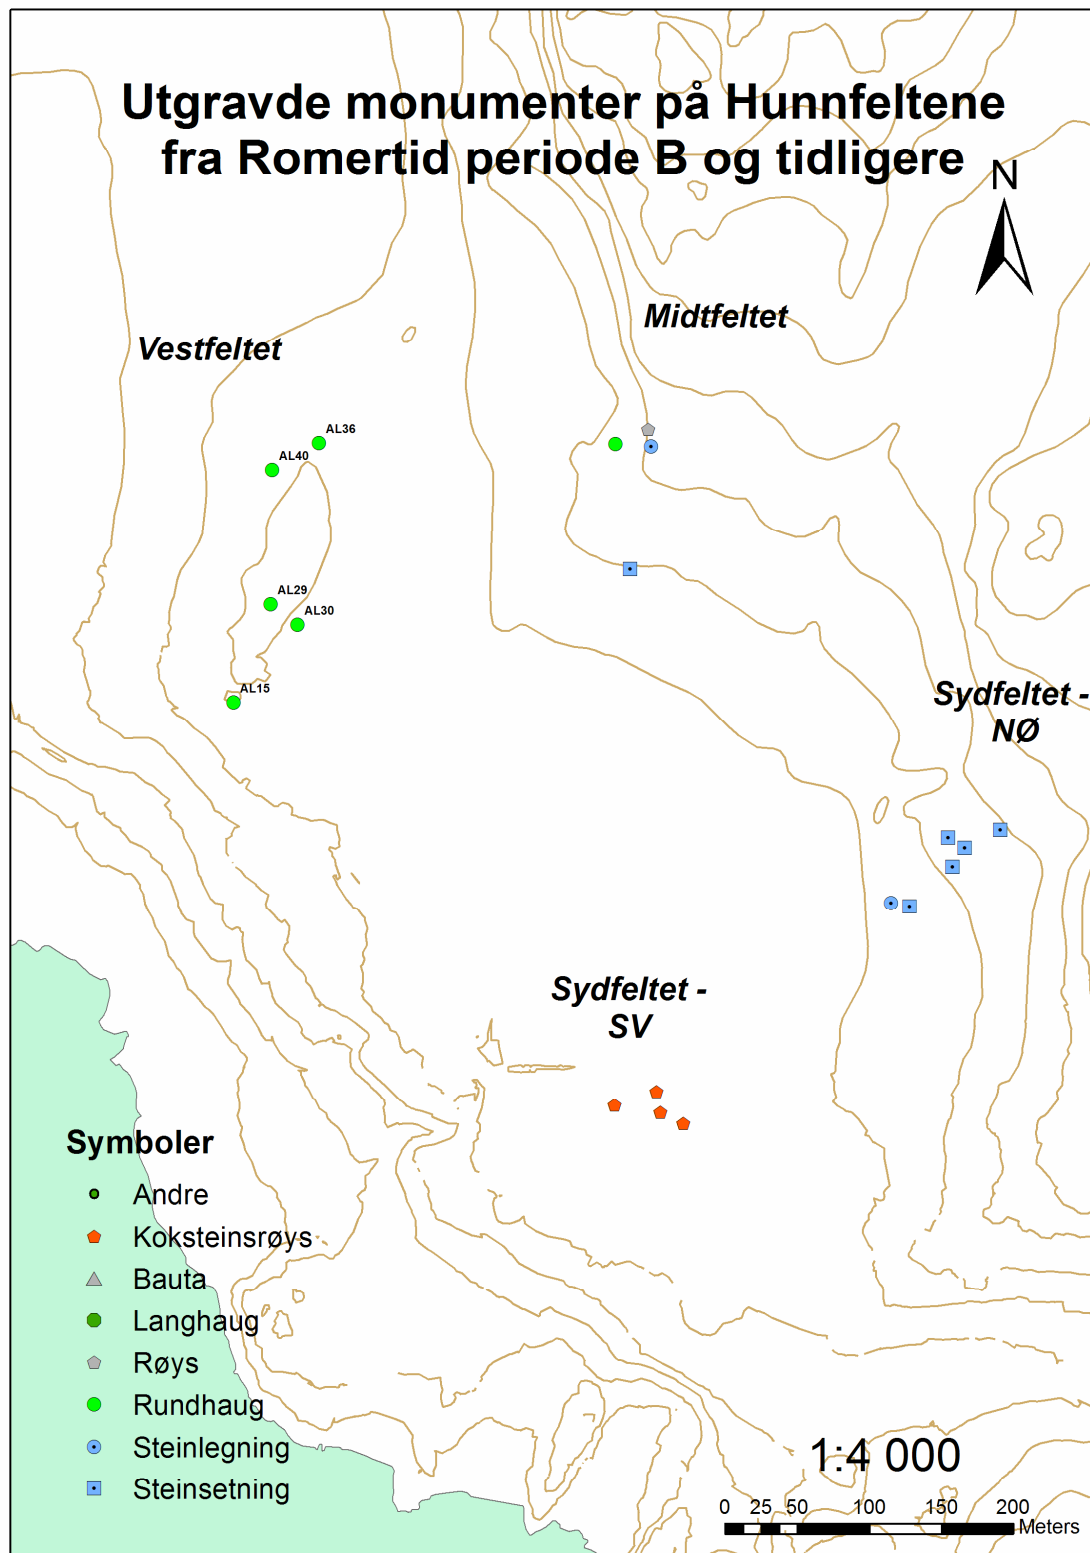 Utgravde monumenter på Hunnfeltene
fra Romertid periode B og tidligere
N
Midtfeltet
Vestfeltet
AL36
AL40
AL29
AL30
AL15
Sydfeltet -
NØ
Sydfeltet -
SV
Symboler
Andre
Koksteinsrøys
Bauta
Langhaug
Røys
Rundhaug
Steinlegning
Steinsetning
1:4 000
0 25 50 100 150 200
Meters